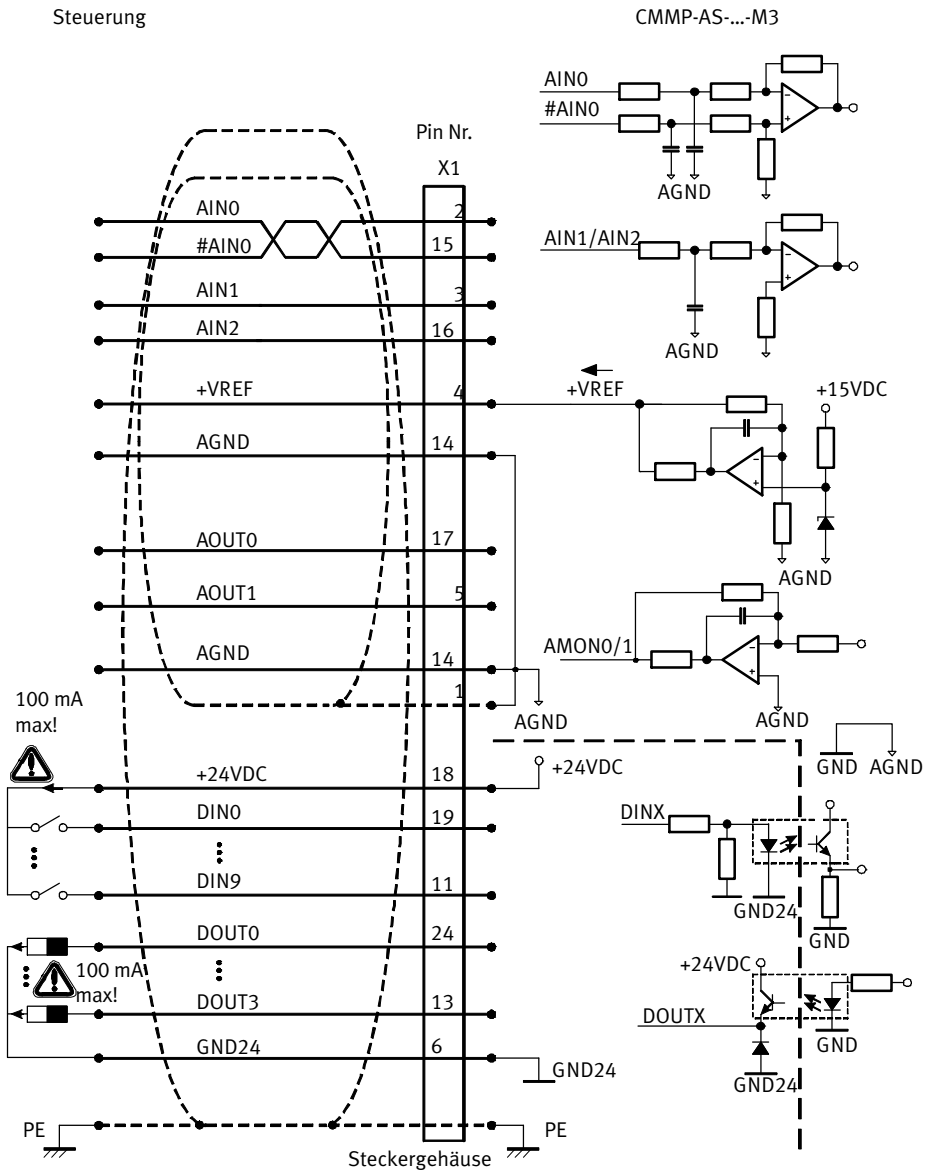 Steuerung
CMMP-AS-...-M3
Pin Nr.
X1
AIN0
2
#AIN0
15
AIN1
3
AIN2
16
+VREF
4
AGND
14
AOUT0
17
AOUT1
5
AGND
14
1
AGND
100 mA
max!
+24VDC
18
+24VDC
DIN0
19
DIN9
11
DOUT0
24
100 mA
max!
DOUT3
13
GND24
6
GND24
PE
PE
Steckergehäuse
AIN0
#AIN0
−
+
AGND
AIN1/AIN2
−
+
AGND
+VREF
+15VDC
−
+
AGND
AMON0/1
−
+
AGND
GND
AGND
DINX
GND24
GND
+24VDC
DOUTX
GND
GND24